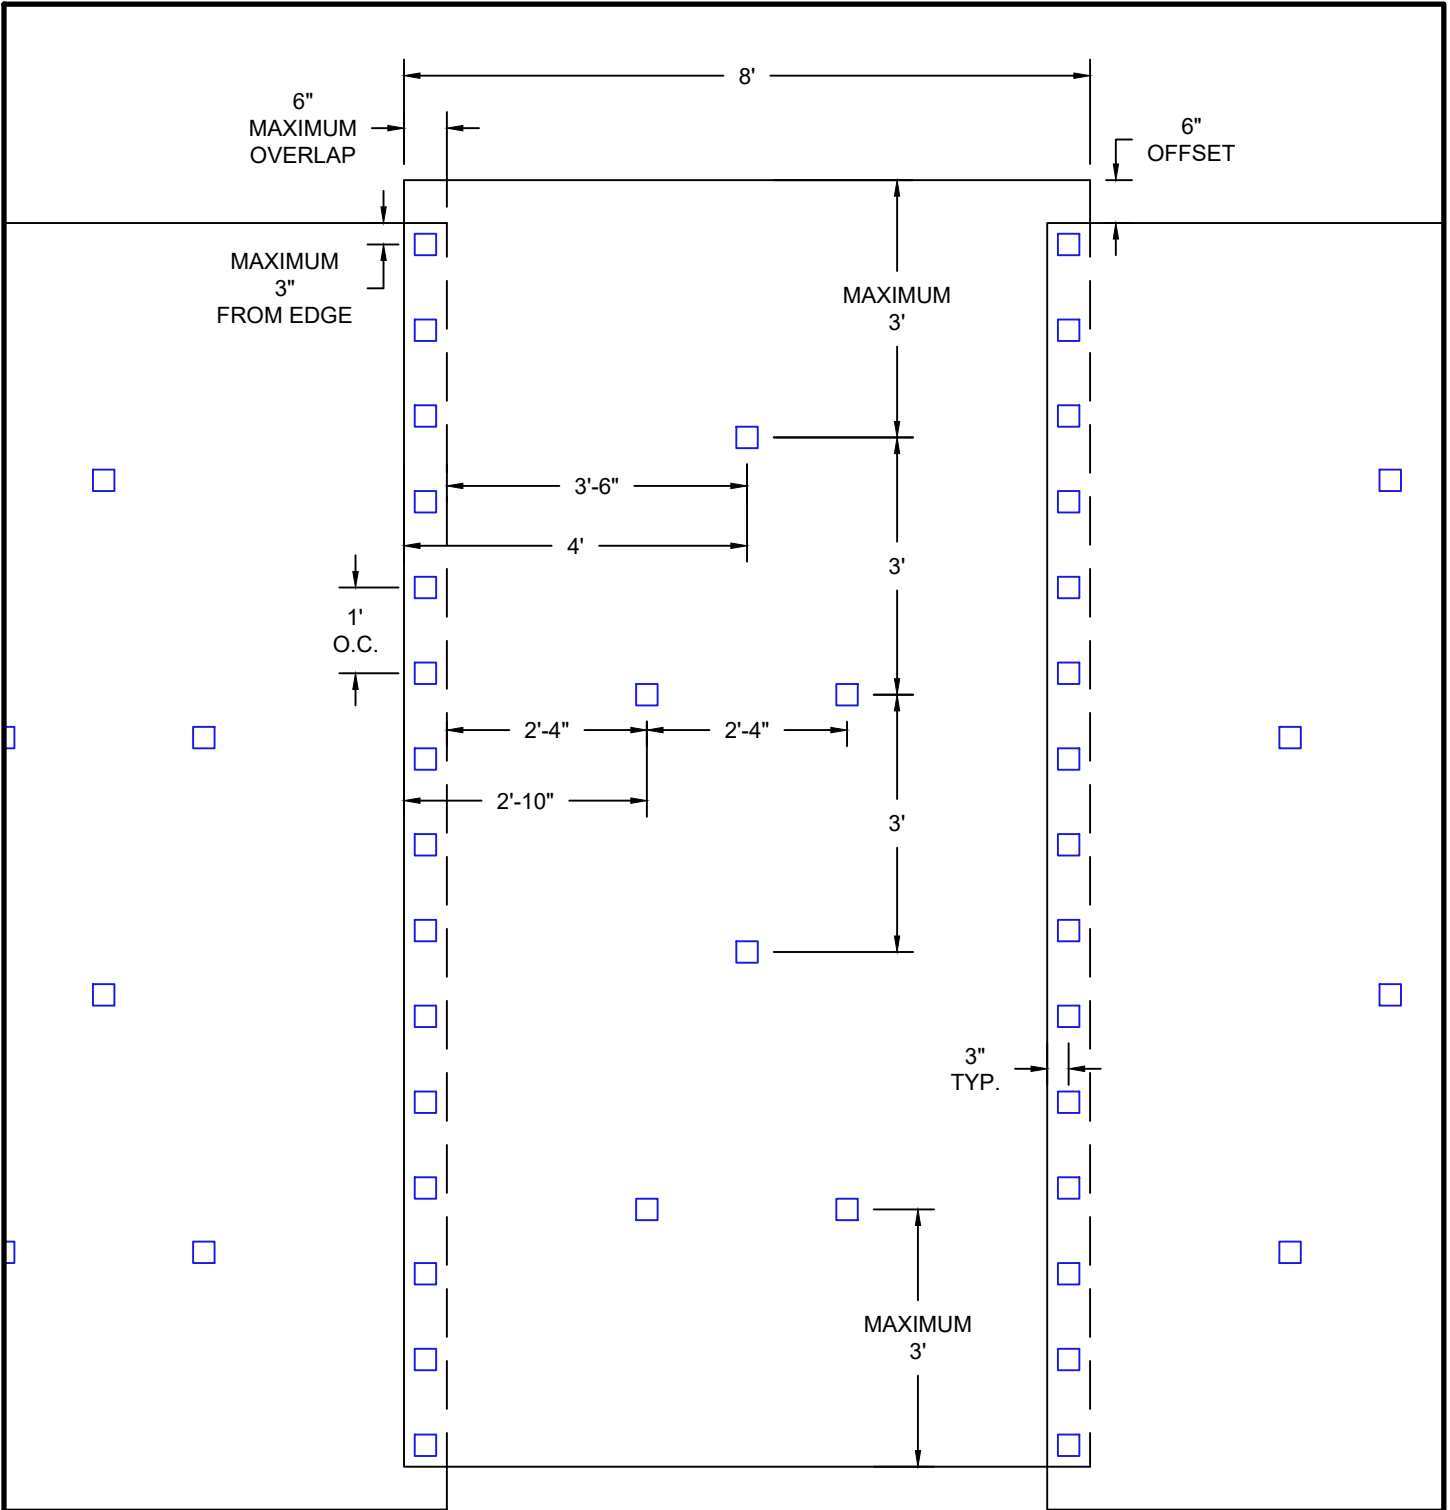 8'
6"
MAXIMUM
OVERLAP
6"
OFFSET
MAXIMUM
3"
FROM EDGE
MAXIMUM
3'
3'-6"
4'
3'
1'
O.C.
2'-4"
2'-4"
2'-10"
3'
3"
TYP.
MAXIMUM
3'